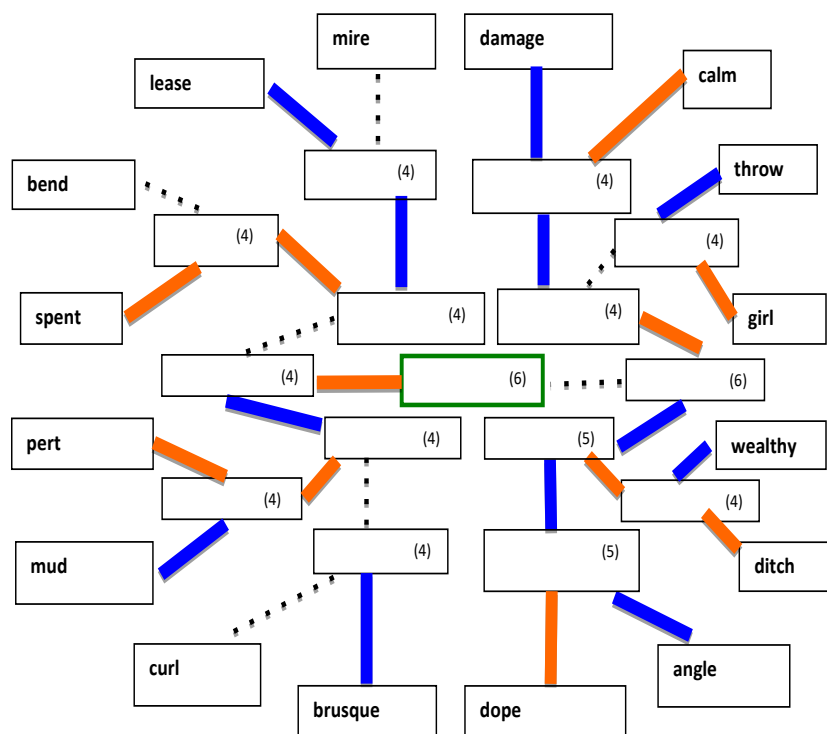 mire
damage
lease
calm
(4)
(4)
bend
throw
(4)
(4)
spent
(4)
(4)
girl
(4)
(6)
(6)
pert
(4)
(5)
wealthy
(4)
(4)
mud
(4)
(5)
ditch
curl
angle
brusque
dope